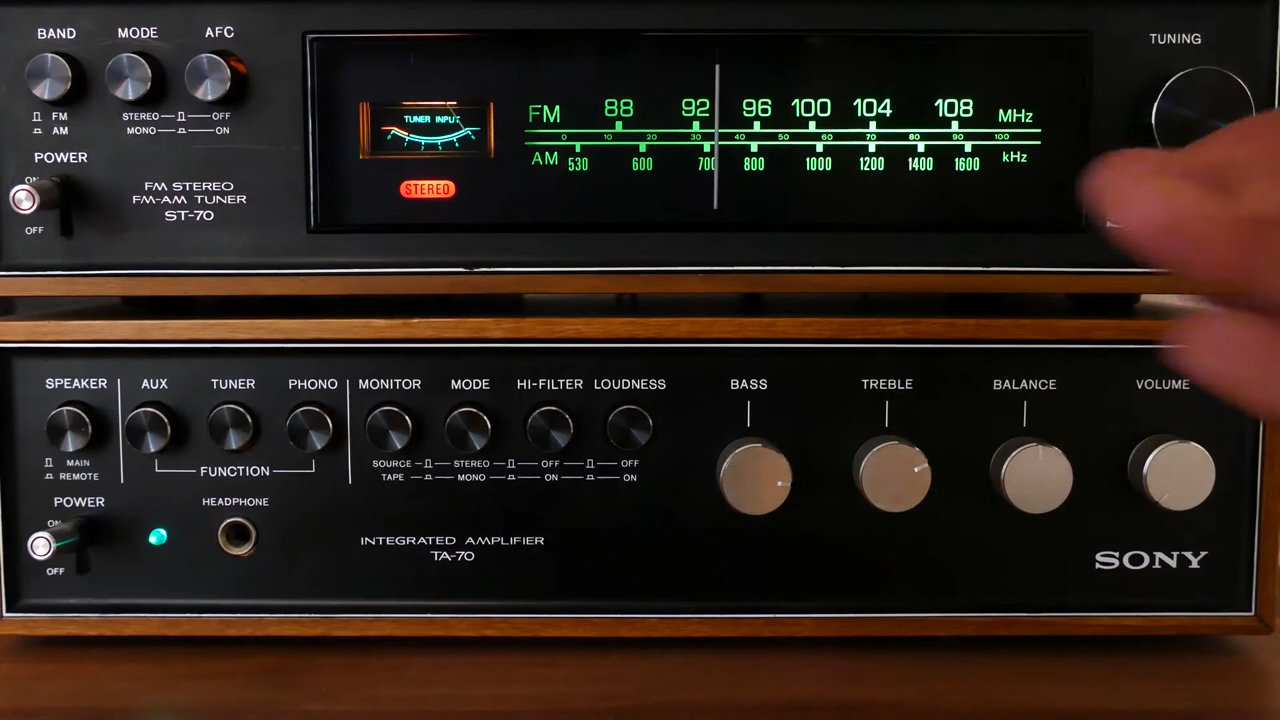 BAND MODE AFC
FM STEREO OFF
AM MONO ON
POWER
ON
OFF
FM STEREO
FM-AM TUNER
ST-70
TUNER INPUT
STEREO
FM 88 92 96 100 104 108 MHz
0 10 20 30 40 50 60 70 80 90 100
AM 530 600 700 800 1000 1200 1400 1600 kHz
TUNING
SPEAKER AUX TUNER PHONO MONITOR MODE HI-FILTER LOUDNESS BASS TREBLE BALANCE VOLUME
MAIN
REMOTE
FUNCTION
SOURCE STEREO OFF OFF
TAPE MONO ON ON
POWER
ON
OFF
HEADPHONE
INTEGRATED AMPLIFIER
TA-70
SONY